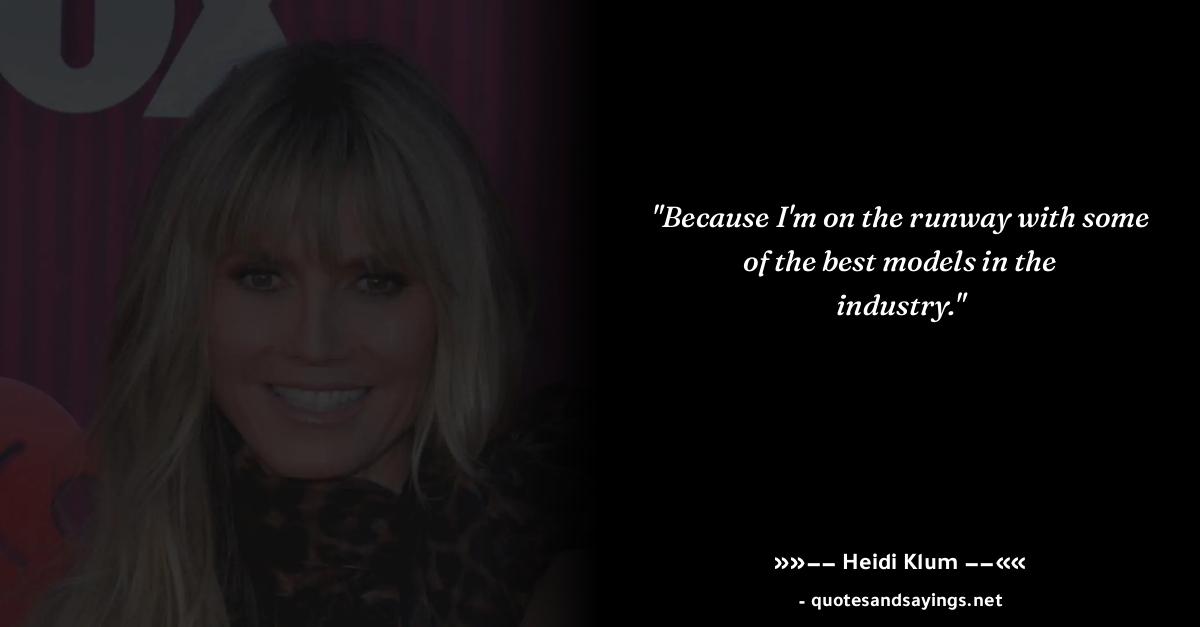 "Because I'm on the runway with some
of the best models in the
industry."
»»—— Heidi Klum ——««
- quotesandsayings.net